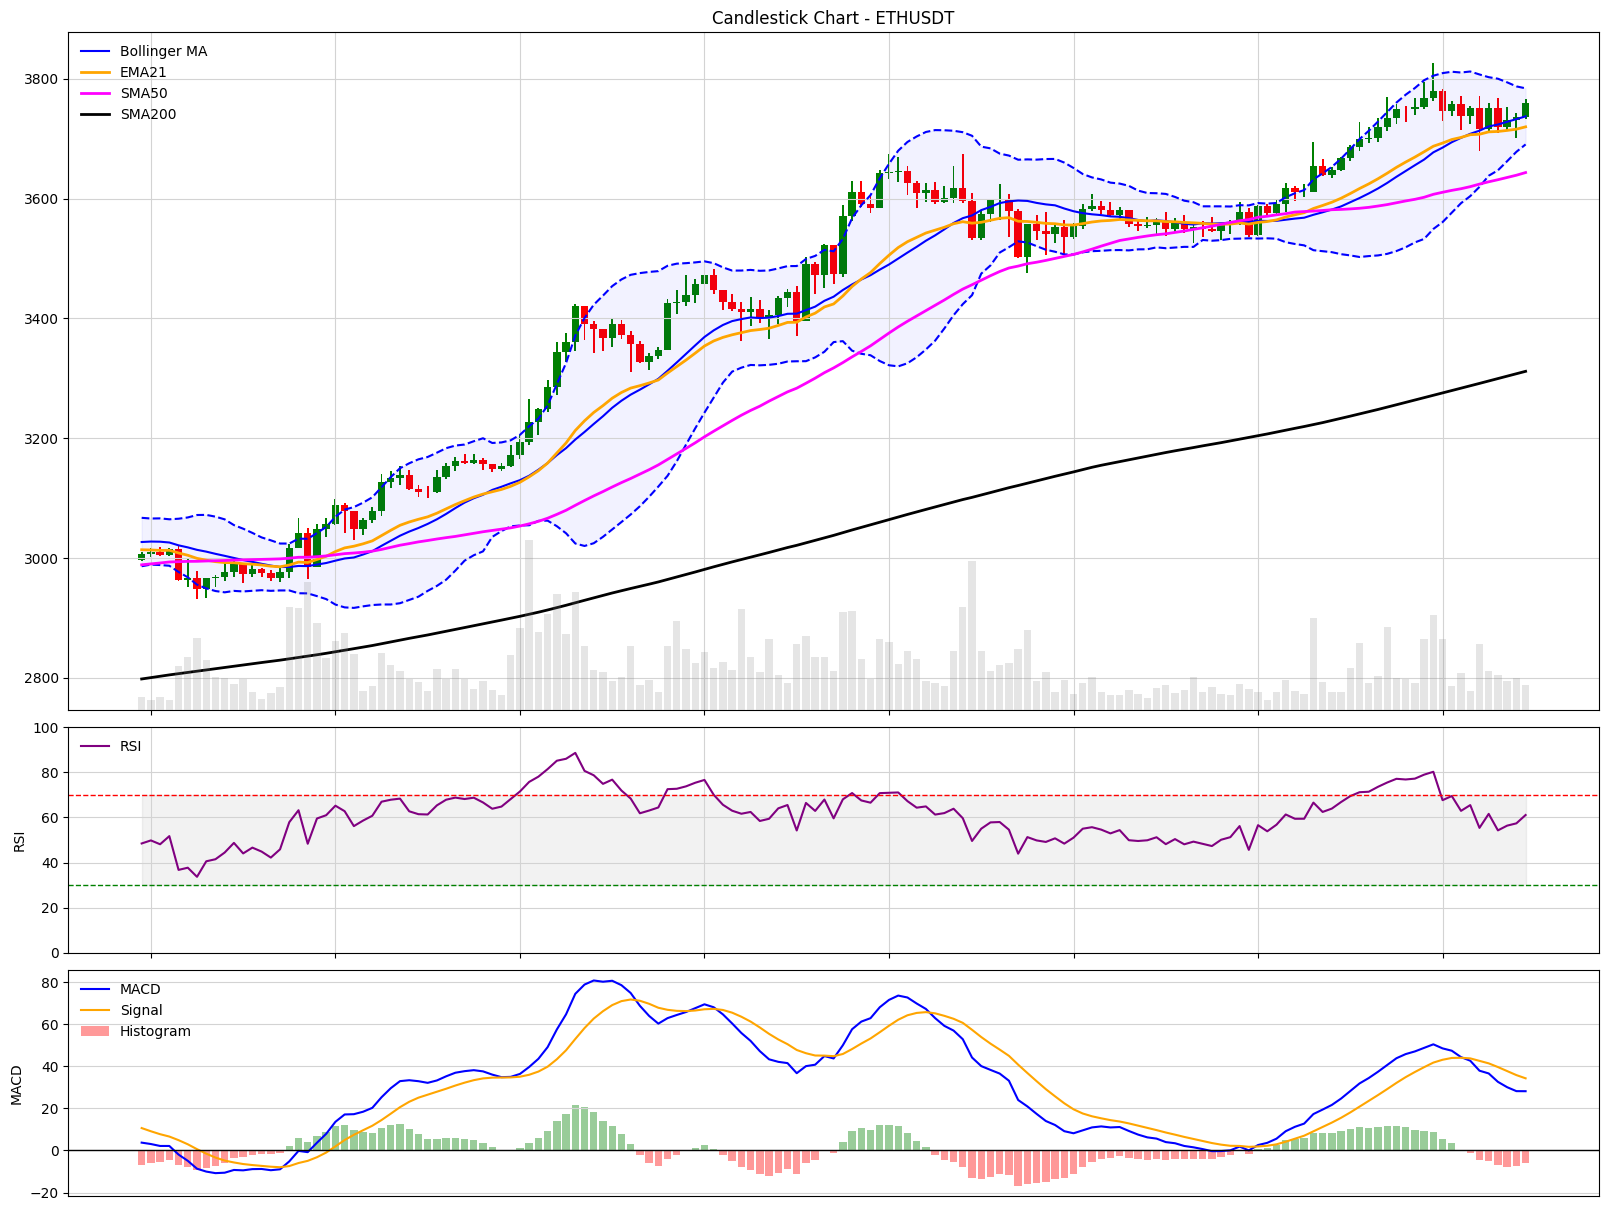 Candlestick Chart - ETHUSDT
Bollinger MA
EMA21
SMA50
SMA200
3800
3600
3400
3200
3000
2800
RSI
100
80
60
40
20
0
RSI
MACD
Signal
Histogram
80
60
40
20
0
−20
MACD